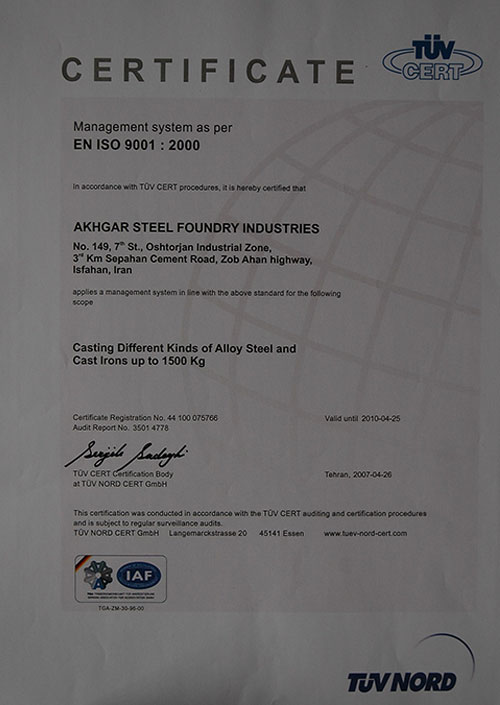 TÜV
CERT
CERTIFICATE
Management system as per
EN ISO 9001 : 2000
In accordance with TÜV CERT procedures, it is hereby certified that
AKHGAR STEEL FOUNDRY INDUSTRIES
No. 149, 7th St., Oshtorjan Industrial Zone,
3rd Km Sepahan Cement Road, Zob Ahan highway,
Isfahan, Iran
applies a management system in line with the above standard for the following
scope
Casting Different Kinds of Alloy Steel and
Cast Irons up to 1500 Kg
Certificate Registration No. 44 100 075766 Valid until 2010-04-25
Audit Report No. 3501 4778
TÜV CERT Certification Body Tehran, 2007-04-26
at TÜV NORD CERT GmbH
This certification was conducted in accordance with the TÜV CERT auditing and certification procedures
and is subject to regular surveillance audits.
TÜV NORD CERT GmbH Langemarckstrasse 20 45141 Essen www.tuev-nord-cert.com
IAF
TGA-ZM-30-96-00
TÜV NORD